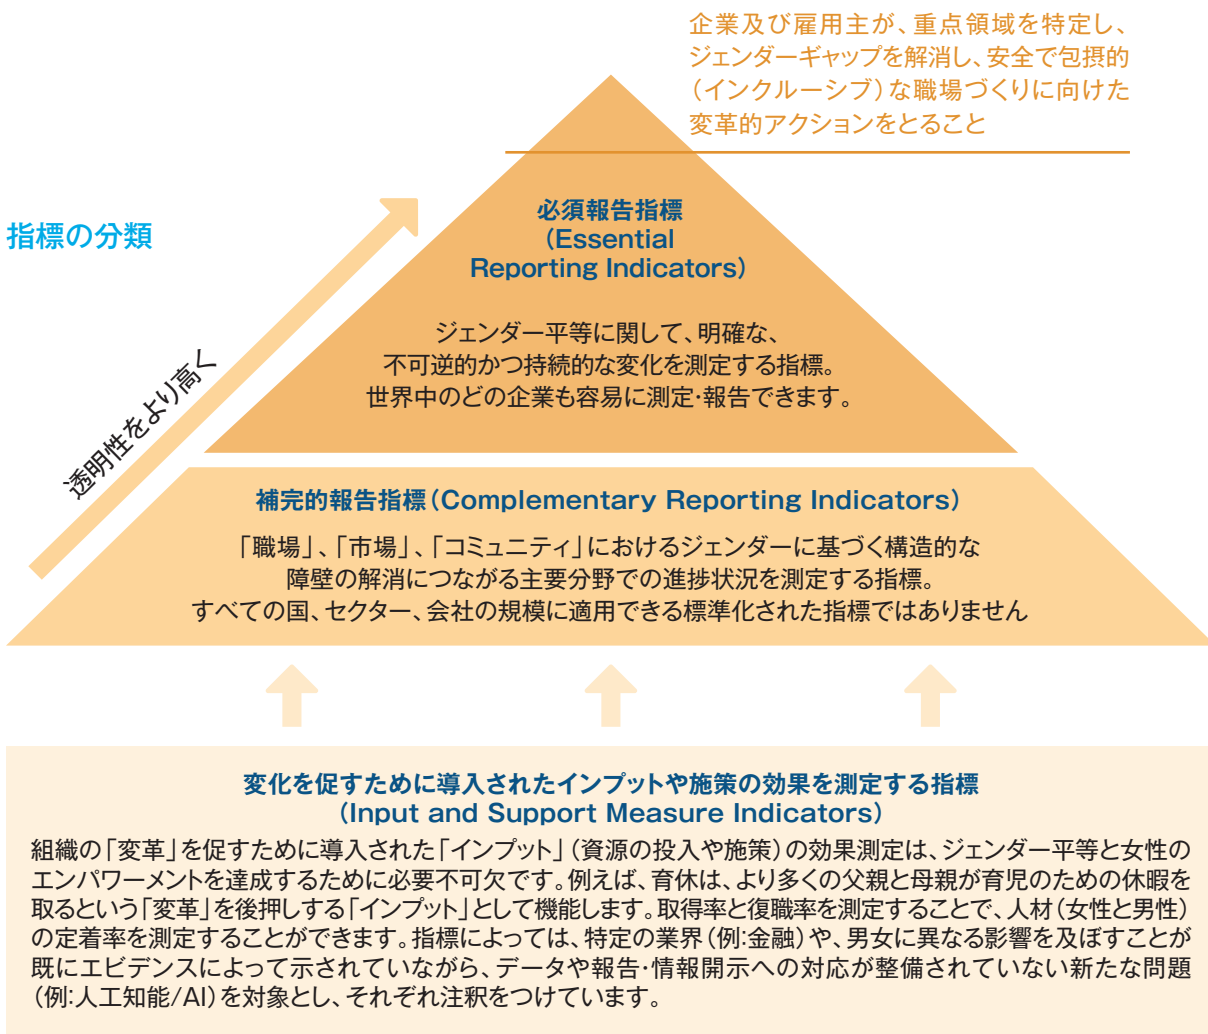 企業及び雇用主が、重点領域を特定し、
ジェンダーギャップを解消し、安全で包摂的
（インクルーシブ）な職場づくりに向けた
変革的アクションをとること
指標の分類
透明性をより高く
必須報告指標
（Essential
Reporting Indicators）
ジェンダー平等に関して、明確な、
不可逆的かつ持続的な変化を測定する指標。
世界中のどの企業も容易に測定・報告できます。
補完的報告指標（Complementary Reporting Indicators）
「職場」、「市場」、「コミュニティ」におけるジェンダーに基づく構造的な
障壁の解消につながる主要分野での進捗状況を測定する指標。
すべての国、セクター、会社の規模に適用できる標準化された指標ではありません
変化を促すために導入されたインプットや施策の効果を測定する指標
（Input and Support Measure Indicators）
組織の「変革」を促すために導入された「インプット」（資源の投入や施策）の効果測定は、ジェンダー平等と女性の
エンパワーメントを達成するために必要不可欠です。例えば、育休は、より多くの父親と母親が育児のための休暇を
取るという「変革」を後押しする「インプット」として機能します。取得率と復職率を測定することで、人材（女性と男性）
の定着率を測定することができます。指標によっては、特定の業界（例:金融）や、男女に異なる影響を及ぼすことが
既にエビデンスによって示されていながら、データや報告・情報開示への対応が整備されていない新たな問題
（例:人工知能/AI）を対象とし、それぞれ注釈をつけています。